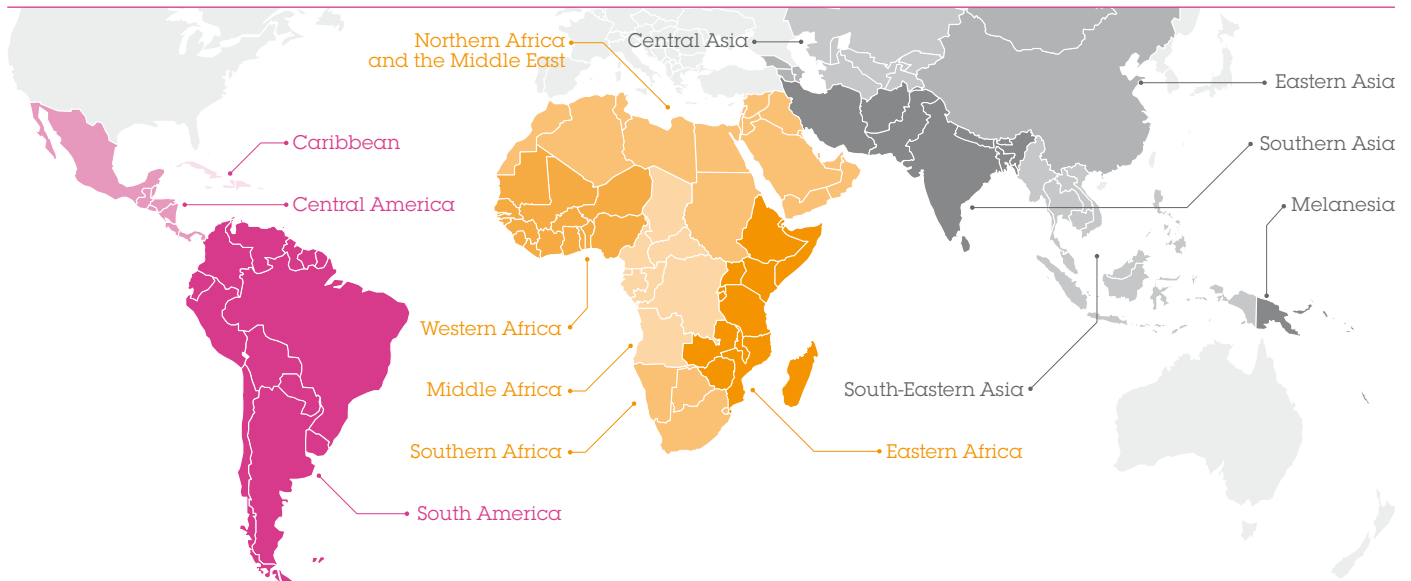 Northern Africa
and the Middle East
Central Asia
Eastern Asia
Caribbean
Southern Asia
Central America
Melanesia
Western Africa
Middle Africa
South-Eastern Asia
Southern Africa
Eastern Africa
South America